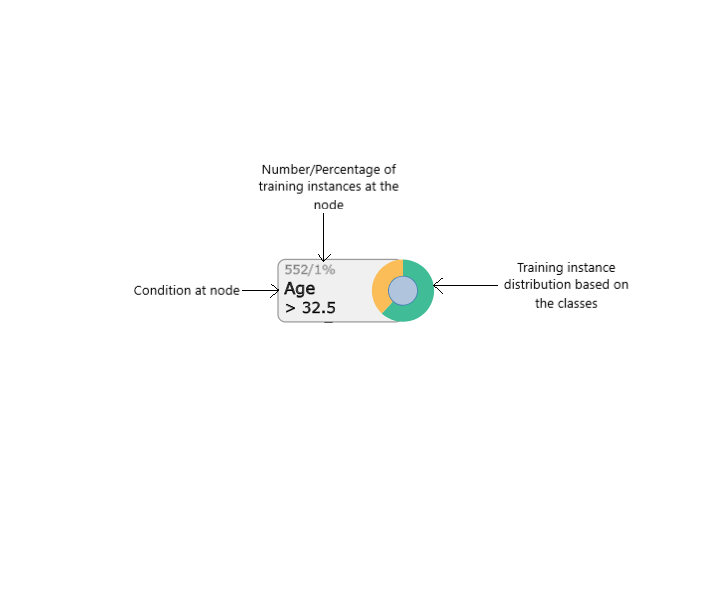 Number/Percentage of
training instances at the
node
552/1%
Age
> 32.5
Condition at node
Training instance
distribution based on
the classes